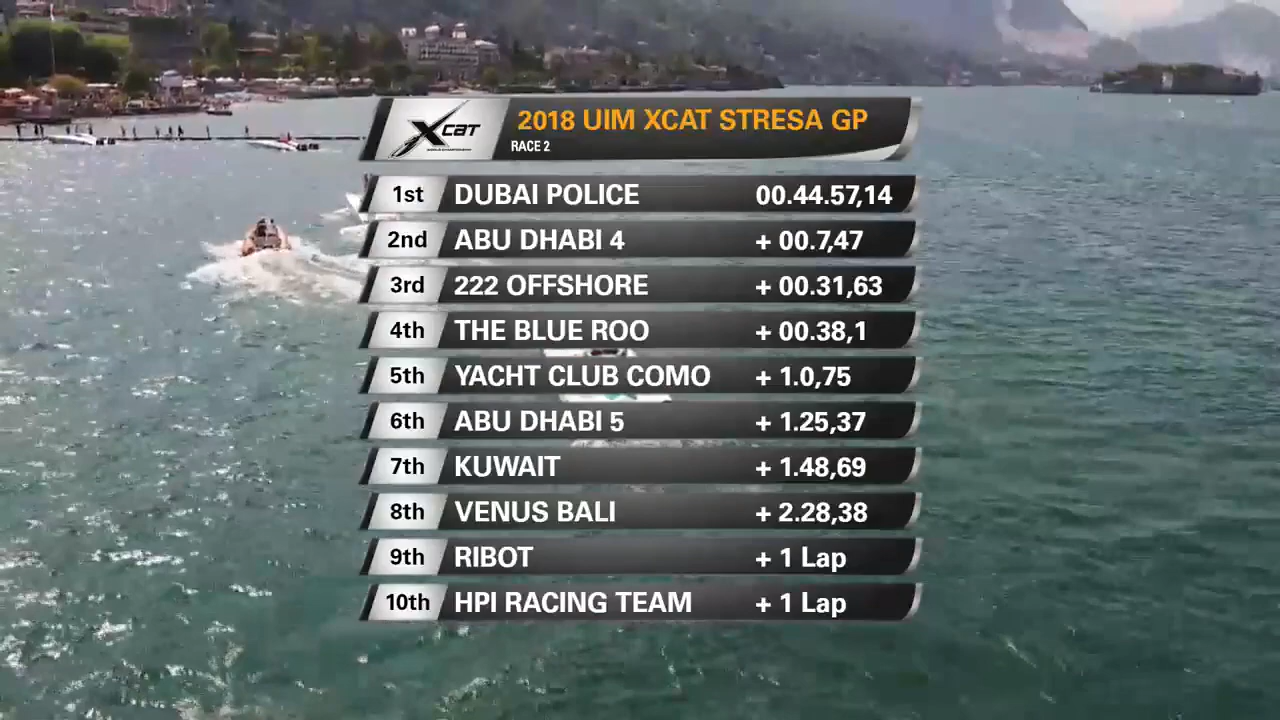 Xcat
2018 UIM XCAT STRESA GP
RACE 2
1st DUBAI POLICE 00.44.57,14
2nd ABU DHABI 4 + 00.7,47
3rd 222 OFFSHORE + 00.31,63
4th THE BLUE ROO + 00.38,1
5th YACHT CLUB COMO + 1.0,75
6th ABU DHABI 5 + 1.25,37
7th KUWAIT + 1.48,69
8th VENUS BALI + 2.28,38
9th RIBOT + 1 Lap
10th HPI RACING TEAM + 1 Lap